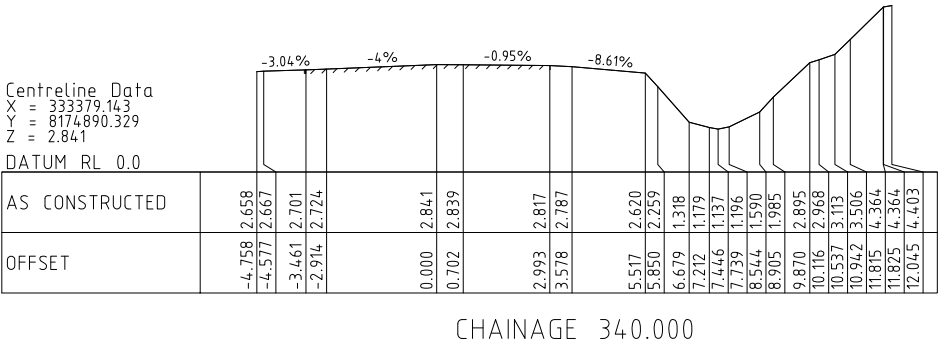 -3.04% -4% -0.95% -8.61%
Centreline Data
X = 333379.143
Y = 8174890.329
Z = 2.841
DATUM RL 0.0
AS CONSTRUCTED 2.658 2.667 2.701 2.724 2.841 2.839 2.817 2.787 2.620 2.259 1.318 1.179 1.137 1.196 1.590 1.985 2.895 2.968 3.113 3.506 4.364 4.364 4.403
OFFSET -4.758 -4.577 -3.461 -2.914 0.000 0.702 2.993 3.578 5.517 5.850 6.679 7.212 7.446 7.739 8.544 8.905 9.870 10.116 10.537 10.942 11.815 11.825 12.045
CHAINAGE 340.000